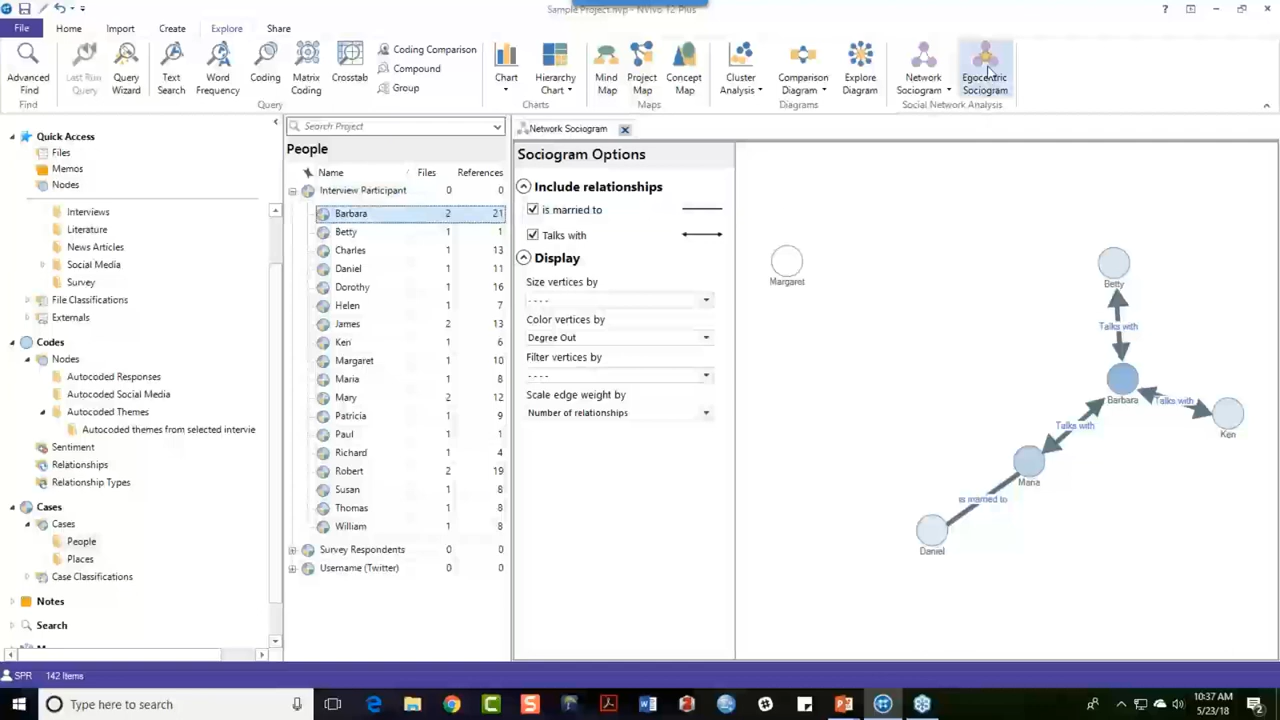 Sample Project.nvp - NVivo 12 Plus
File Home Import Create Explore Share
Advanced Find
Last Run Query
Query Wizard
Text Search
Word Frequency
Coding
Matrix Coding
Crosstab
Coding Comparison
Compound
Group
Chart
Hierarchy Chart
Mind Map
Project Map
Concept Map
Cluster Analysis
Comparison Diagram
Explore Diagram
Network Sociogram
Egocentric Sociogram
Find Query Charts Maps Diagrams Social Network Analysis
Quick Access
Files
Memos
Nodes
Interviews
Literature
News Articles
Social Media
Survey
File Classifications
Externals
Codes
Nodes
Autocoded Responses
Autocoded Social Media
Autocoded Themes
Autocoded themes from selected intervie
Sentiment
Relationships
Relationship Types
Cases
Cases
People
Places
Case Classifications
Notes
Search
Search Project
People
Name Files References
Interview Participant 0 0
Barbara 2 21
Betty 1 1
Charles 1 13
Daniel 1 11
Dorothy 1 16
Helen 1 7
James 2 13
Ken 1 6
Margaret 1 10
Maria 1 8
Mary 2 12
Patricia 1 9
Paul 1 1
Richard 1 4
Robert 2 19
Susan 1 8
Thomas 1 8
William 1 8
Survey Respondents 0 0
Username (Twitter) 0 0
Network Sociogram
Sociogram Options
Include relationships
is married to
Talks with
Display
Size vertices by
----
Color vertices by
Degree Out
Filter vertices by
----
Scale edge weight by
Number of relationships
Margaret
Betty
Talks with
Barbara
Talks with
Ken
Talks with
Maria
is married to
Daniel
SPR 142 Items
Type here to search
10:37 AM
5/23/18
2